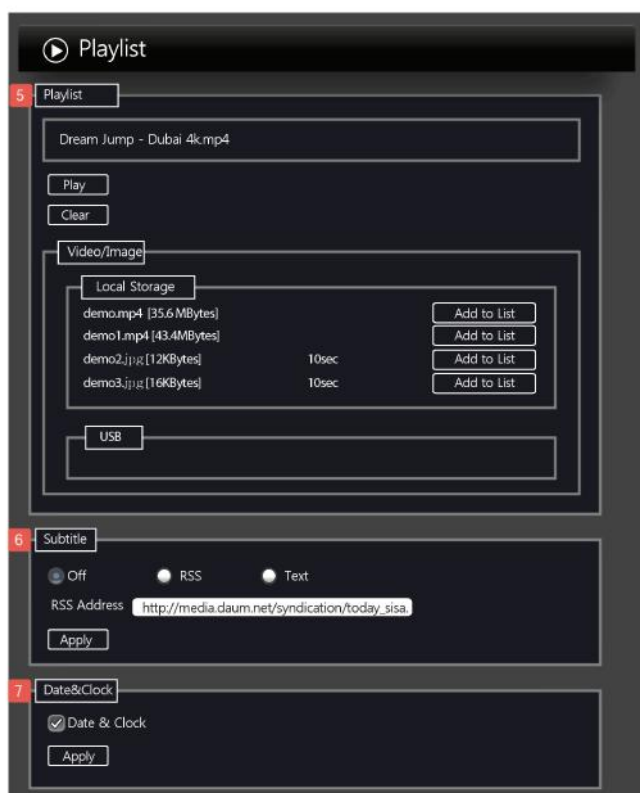 Playlist
5 Playlist
Dream Jump - Dubai 4k.mp4
Play
Clear
Video/Image
Local Storage
demo.mp4 [35.6 MBytes] Add to List
demo1.mp4 [43.4MBytes] Add to List
demo2.jpg [12KBytes] 10sec Add to List
demo3.jpg [16KBytes] 10sec Add to List
USB
6 Subtitle
Off RSS Text
RSS Address http://media.daum.net/syndication/today_sisa.
Apply
7 Date&Clock
Date & Clock
Apply